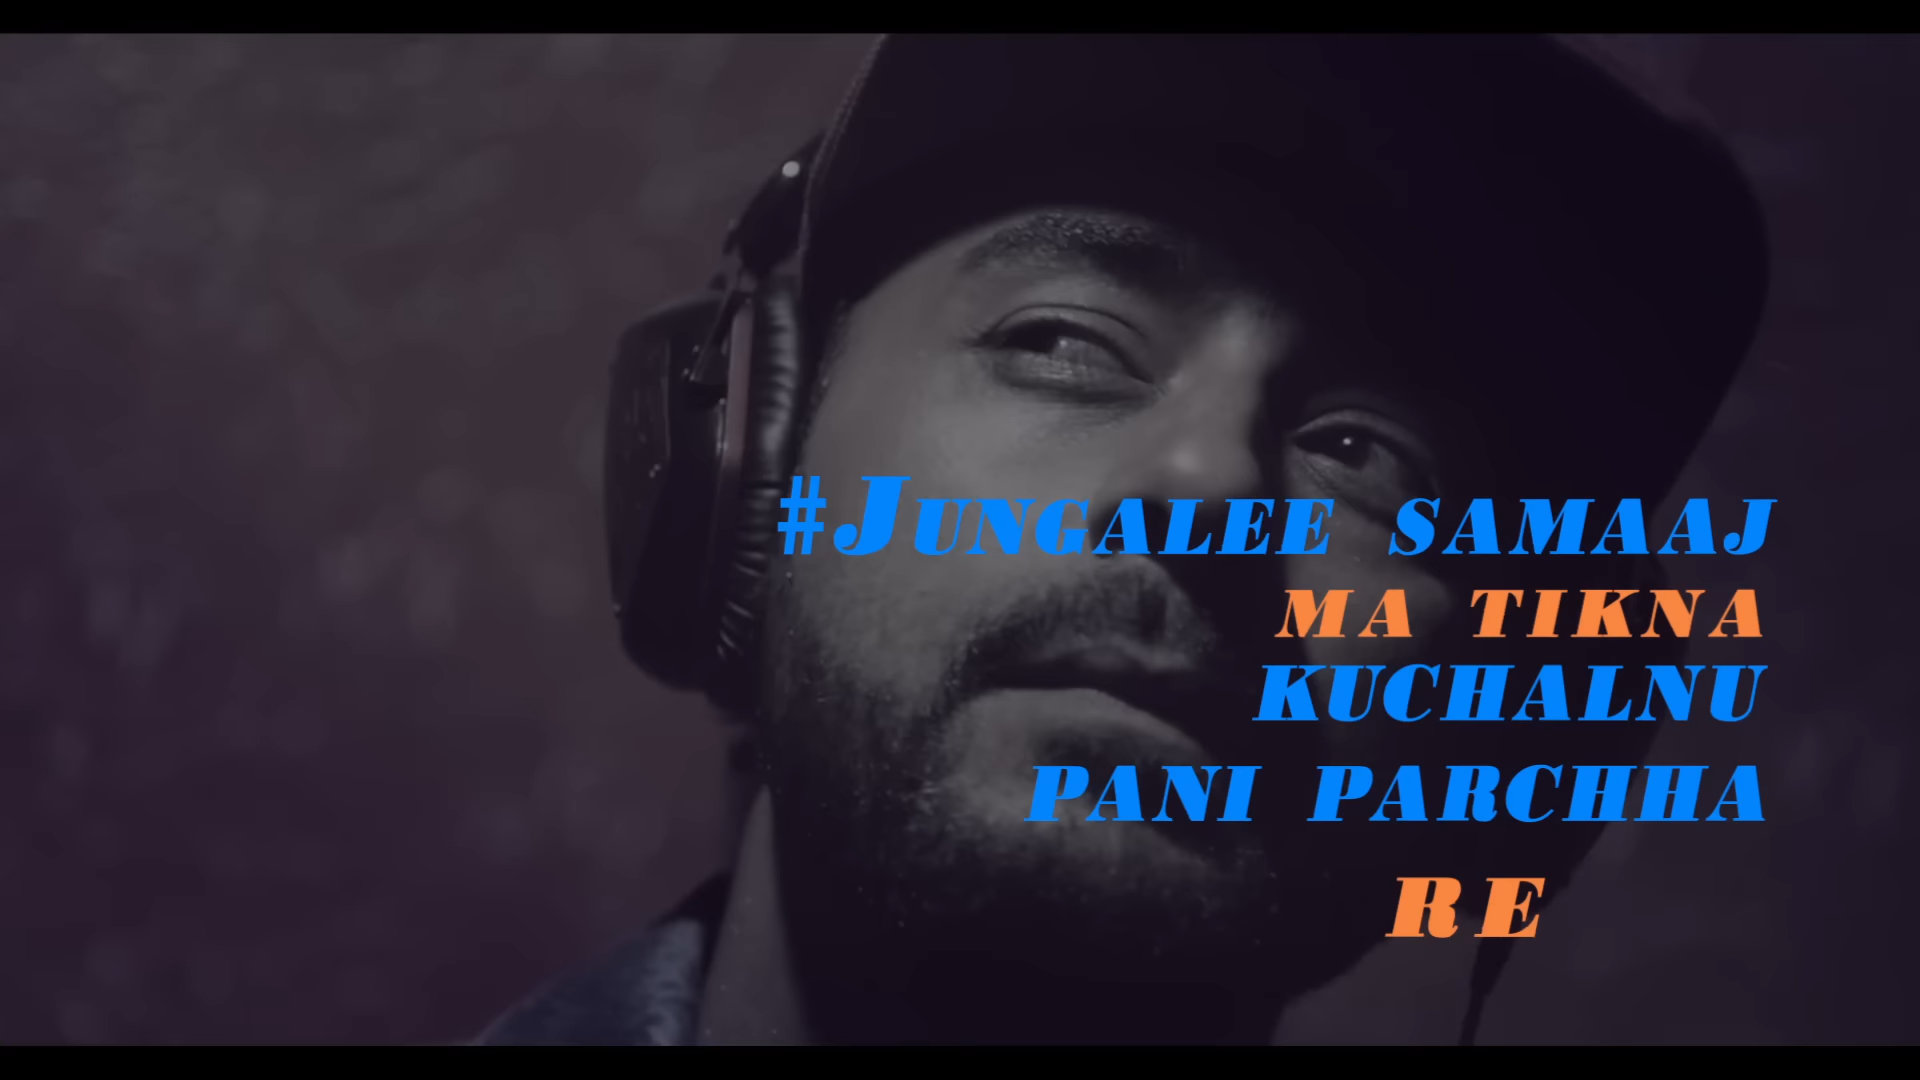 #Jungalee samaaj
ma tikna
kuchalnu
pani parchha
re